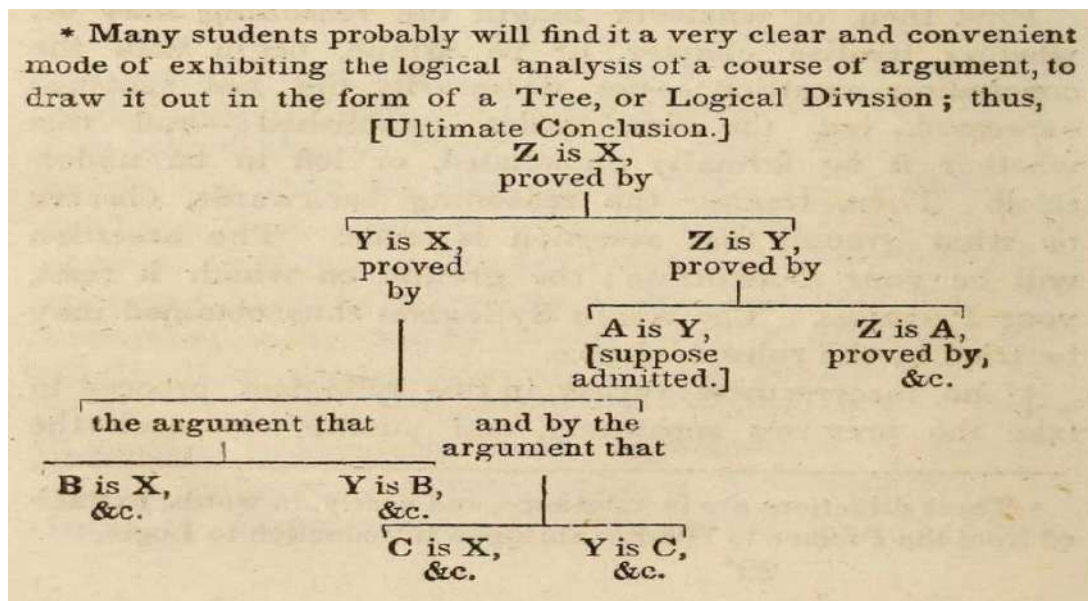 * Many students probably will find it a very clear and convenient
mode of exhibiting the logical analysis of a course of argument, to
draw it out in the form of a Tree, or Logical Division; thus,
[Ultimate Conclusion.]
Z is X,
proved by
Y is X,
proved
by
Z is Y,
proved by
A is Y,
[suppose
admitted.]
Z is A,
proved by,
&c.
the argument that
and by the
argument that
B is X,
&c.
Y is B,
&c.
C is X,
&c.
Y is C,
&c.